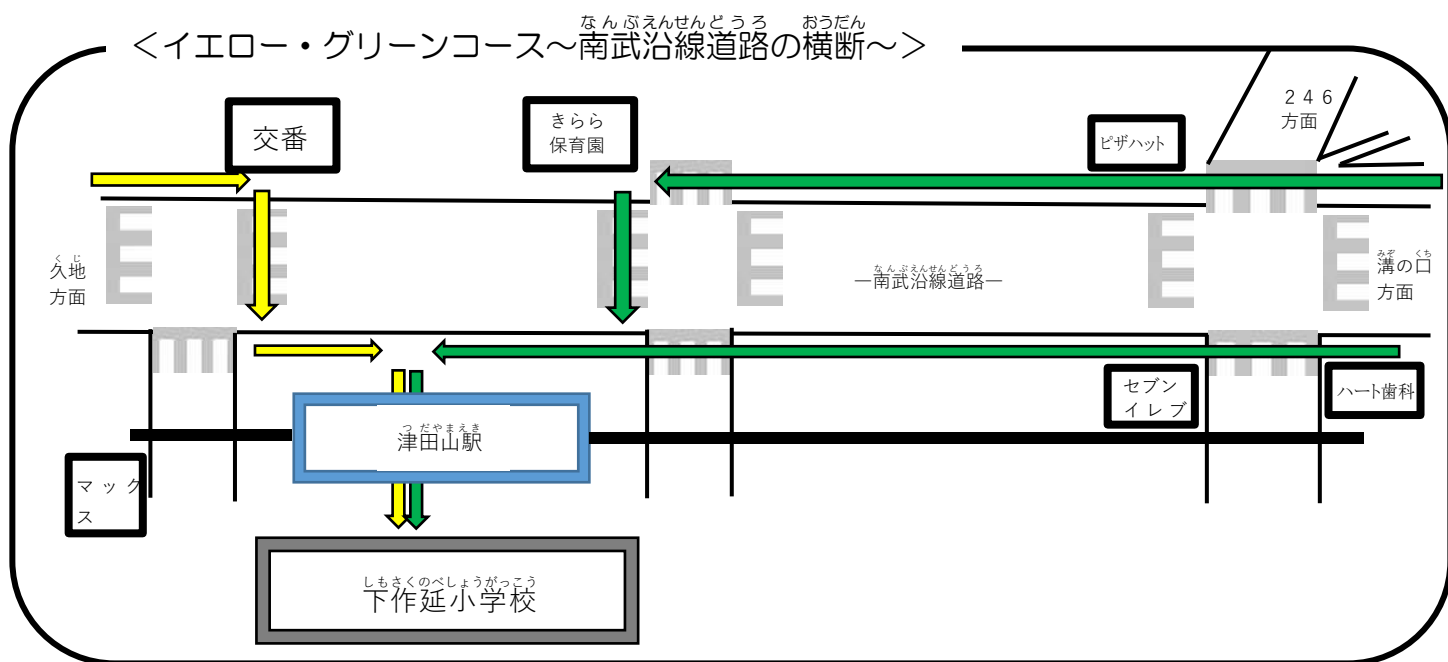 なんぶえんせんどうろ おうだん
＜イエロー・グリーンコース～南武沿線道路の横断～＞
２４６
方面
交番
きらら
保育園
ピザハット
くじ
久地
方面
なんぶえんせんどうろ
―南武沿線道路―
みぞ くち
溝の口
方面
セブン
イレブ
ハート歯科
つだやまえき
津田山駅
マック
ス
しもさくのべしょうがっこう
下作延小学校